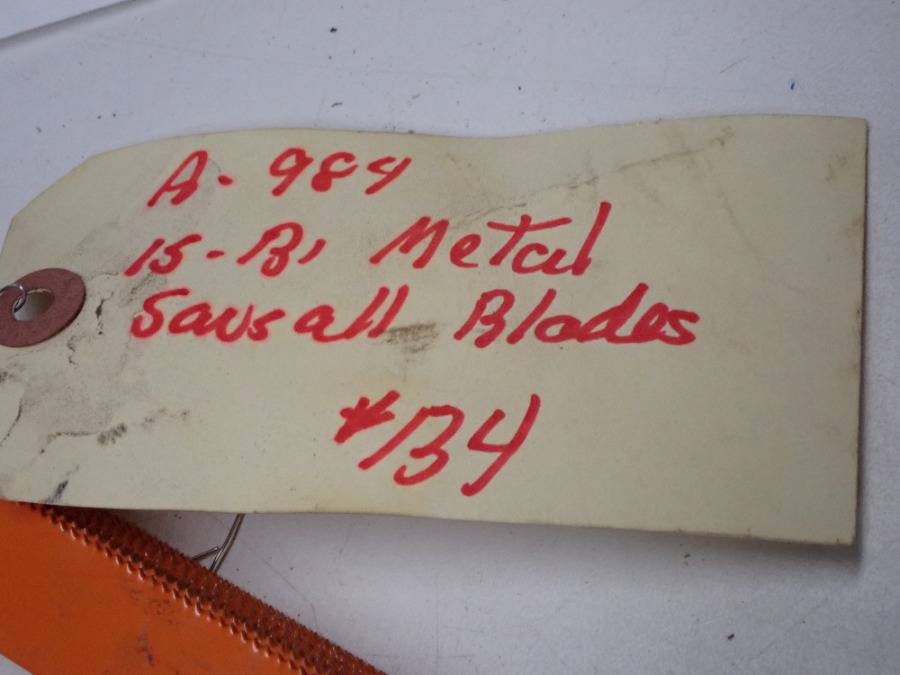 A- 984
15-Bi Metal
Sawsall Blades
#B4